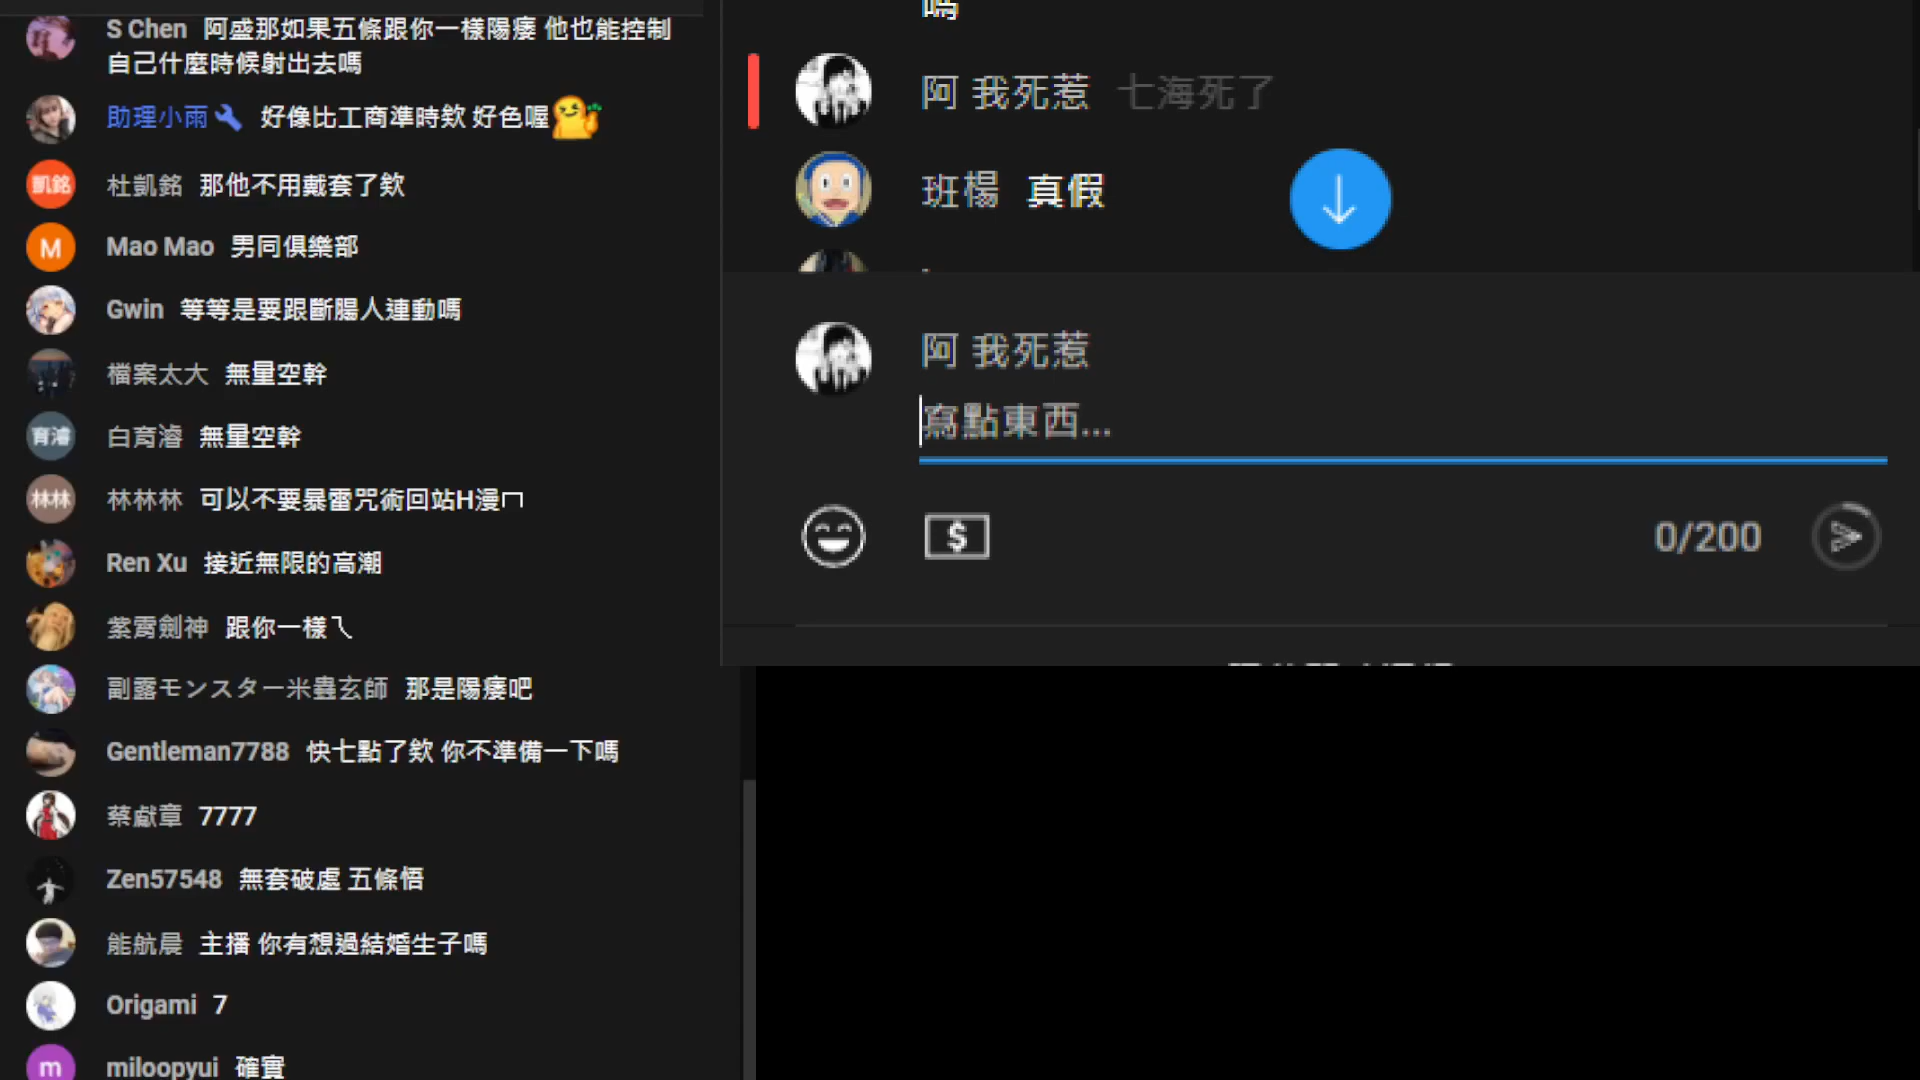 S Chen 阿盛那如果五條跟你一樣陽痿 他也能控制
自己什麼時候射出去嗎
助理小雨 好像比工商準時欸 好色喔
凱銘 杜凱銘 那他不用戴套了欸
M Mao Mao 男同俱樂部
Gwin 等等是要跟斷腸人連動嗎
檔案太大 無量空幹
育濬 白育濬 無量空幹
林林 林林林 可以不要暴雷咒術回站H漫ㄇ
Ren Xu 接近無限的高潮
紫霄劍神 跟你一樣ㄟ
副露モンスター米蟲玄師 那是陽痿吧
Gentleman7788 快七點了欸 你不準備一下嗎
蔡獻章 7777
Zen57548 無套破處 五條悟
能航晨 主播 你有想過結婚生子嗎
Origami 7
m miloopyui 確實
嗎
阿 我死惹 七海死了
班楊 真假
阿 我死惹
寫點東西...
$ 0/200